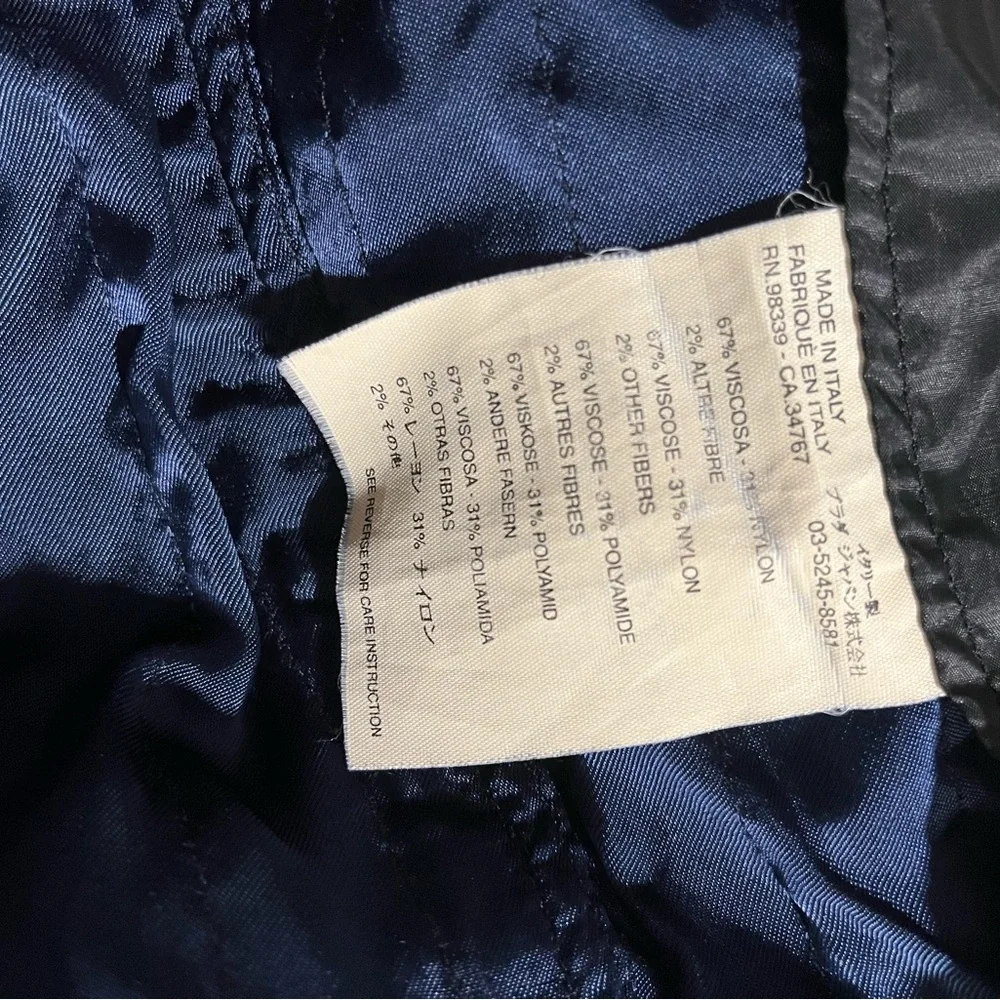 MADE IN ITALY
FABRIQUÉ EN ITALY
RN.98339 - CA.34767
イタリー製
プラダ ジャパン株式会社
03-5245-8581
67% VISCOSA - 31% NYLON
2% ALTRE FIBRE
67% VISCOSE - 31% NYLON
2% OTHER FIBERS
67% VISCOSE - 31% POLYAMIDE
2% AUTRES FIBRES
67% VISKOSE - 31% POLYAMID
2% ANDERE FASERN
67% VISCOSA - 31% POLIAMIDA
2% OTRAS FIBRAS
67% レーヨン 31% ナイロン
2% その他
SEE REVERSE FOR CARE INSTRUCTION